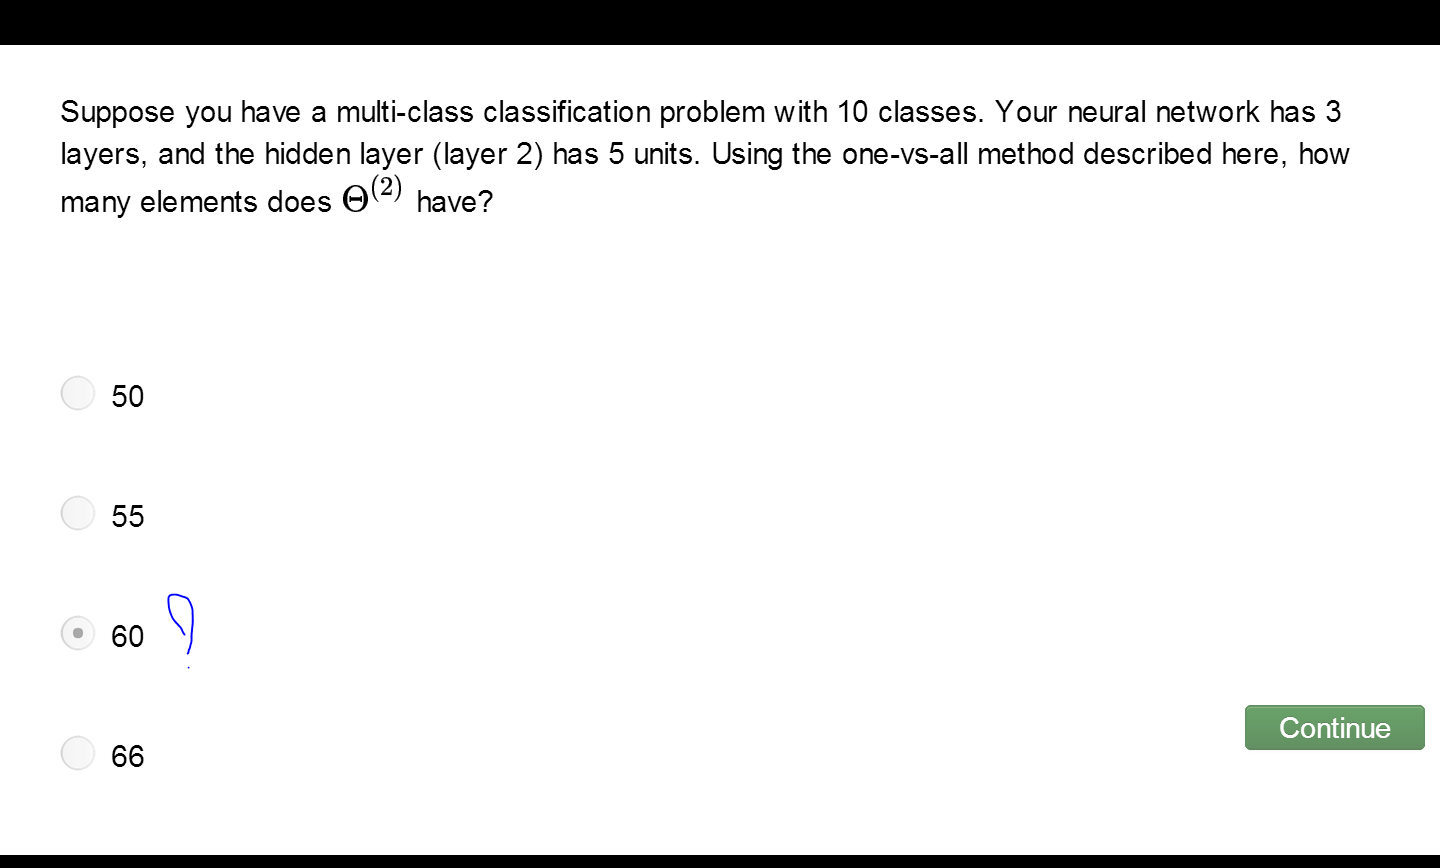 Suppose you have a multi-class classification problem with 10 classes. Your neural network has 3
layers, and the hidden layer (layer 2) has 5 units. Using the one-vs-all method described here, how
many elements does Θ⁽²⁾ have?
50
55
60 ?
66
Continue